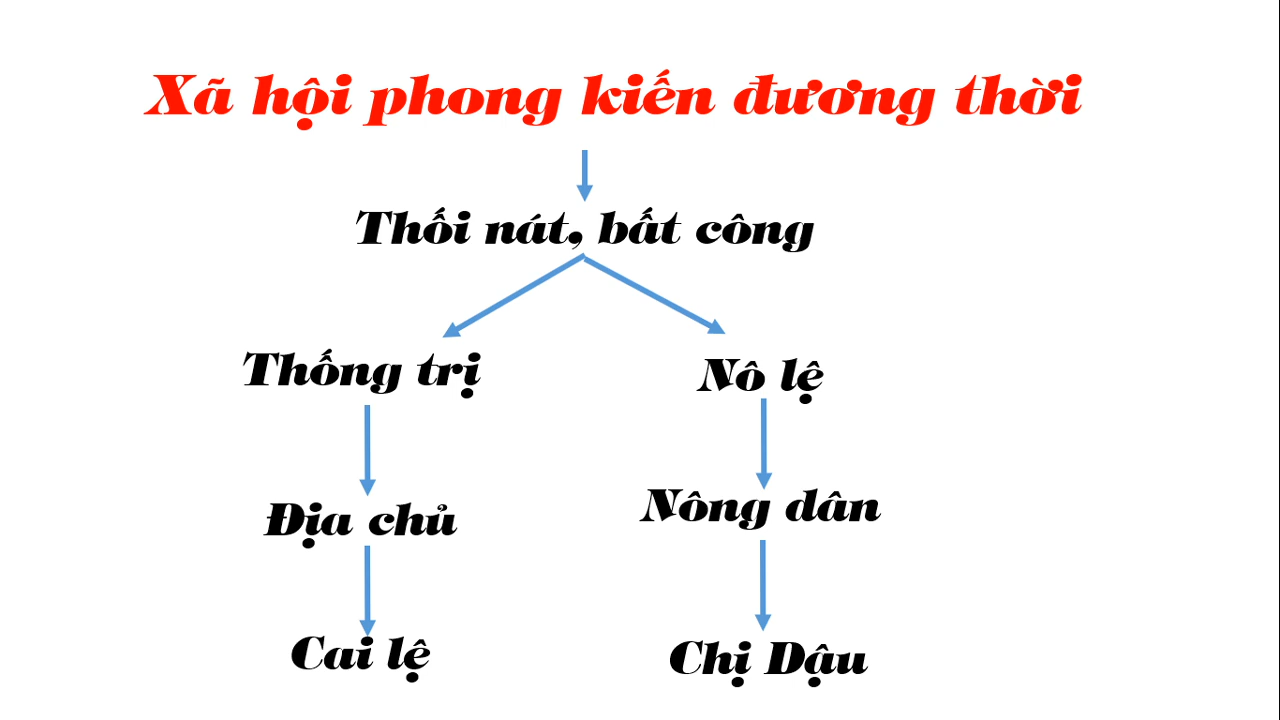 Xã hội phong kiến đương thời
Thối nát, bất công
Thống trị
Nô lệ
Địa chủ
Nông dân
Cai lệ
Chị Dậu